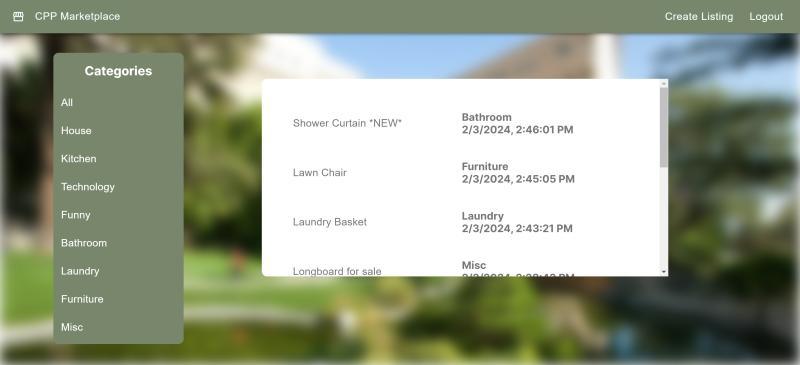 CPP Marketplace
Create Listing
Logout
Categories
All
House
Kitchen
Technology
Funny
Bathroom
Laundry
Furniture
Misc
Shower Curtain *NEW*
Bathroom
2/3/2024, 2:46:01 PM
Lawn Chair
Furniture
2/3/2024, 2:45:05 PM
Laundry Basket
Laundry
2/3/2024, 2:43:21 PM
Longboard for sale
Misc